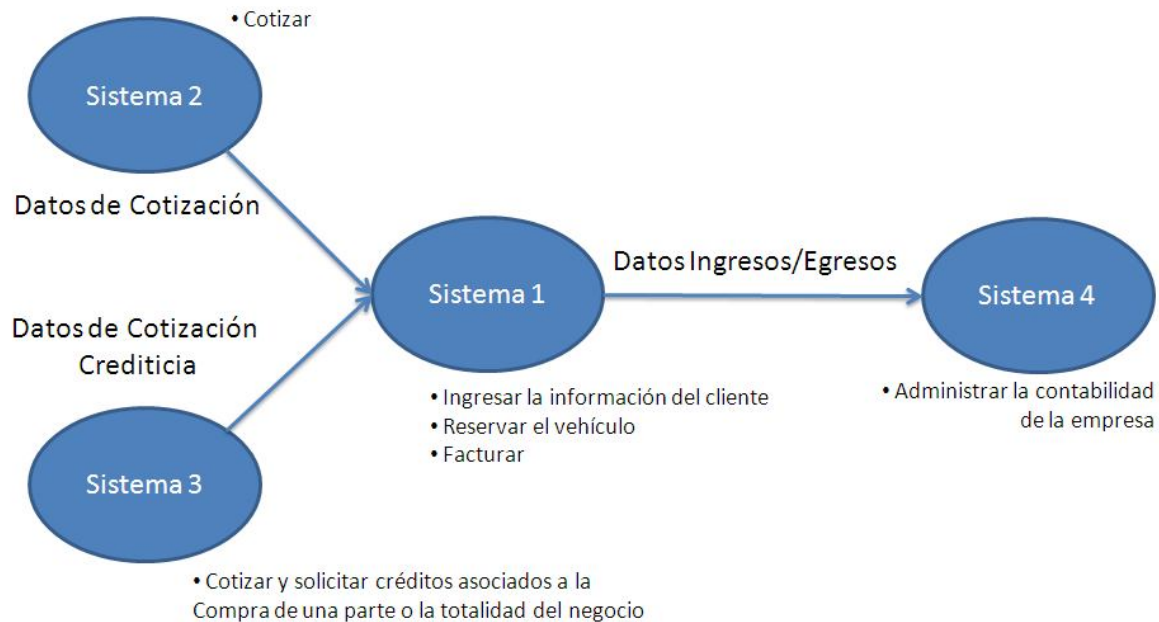 • Cotizar
Sistema 2
Datos de Cotización
Sistema 1
Datos Ingresos/Egresos
Sistema 4
Datos de Cotización
Crediticia
• Ingresar la información del cliente
• Reservar el vehículo
• Facturar
• Administrar la contabilidad
de la empresa
Sistema 3
• Cotizar y solicitar créditos asociados a la
Compra de una parte o la totalidad del negocio